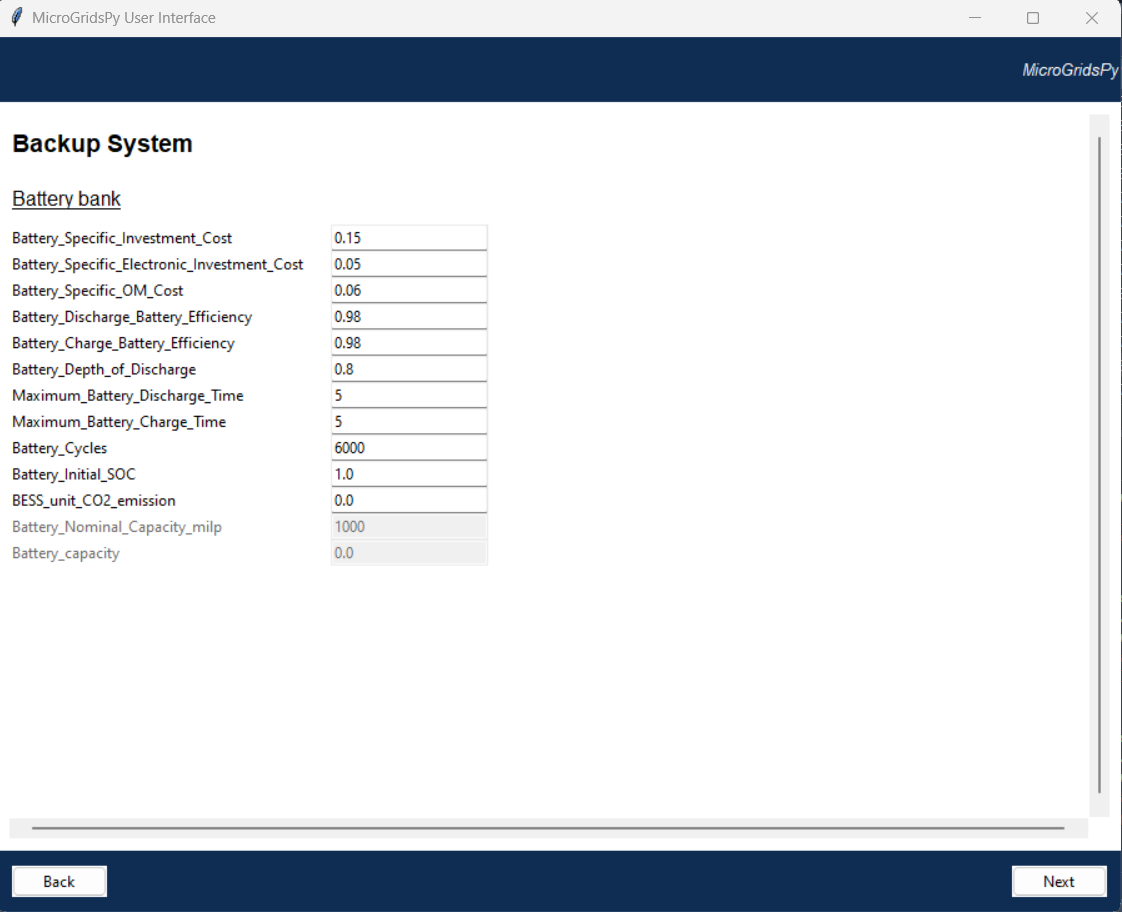 MicroGridsPy User Interface
MicroGridsPy
Backup System
Battery bank
Battery_Specific_Investment_Cost 0.15
Battery_Specific_Electronic_Investment_Cost 0.05
Battery_Specific_OM_Cost 0.06
Battery_Discharge_Battery_Efficiency 0.98
Battery_Charge_Battery_Efficiency 0.98
Battery_Depth_of_Discharge 0.8
Maximum_Battery_Discharge_Time 5
Maximum_Battery_Charge_Time 5
Battery_Cycles 6000
Battery_Initial_SOC 1.0
BESS_unit_CO2_emission 0.0
Battery_Nominal_Capacity_milp 1000
Battery_capacity 0.0
Back Next